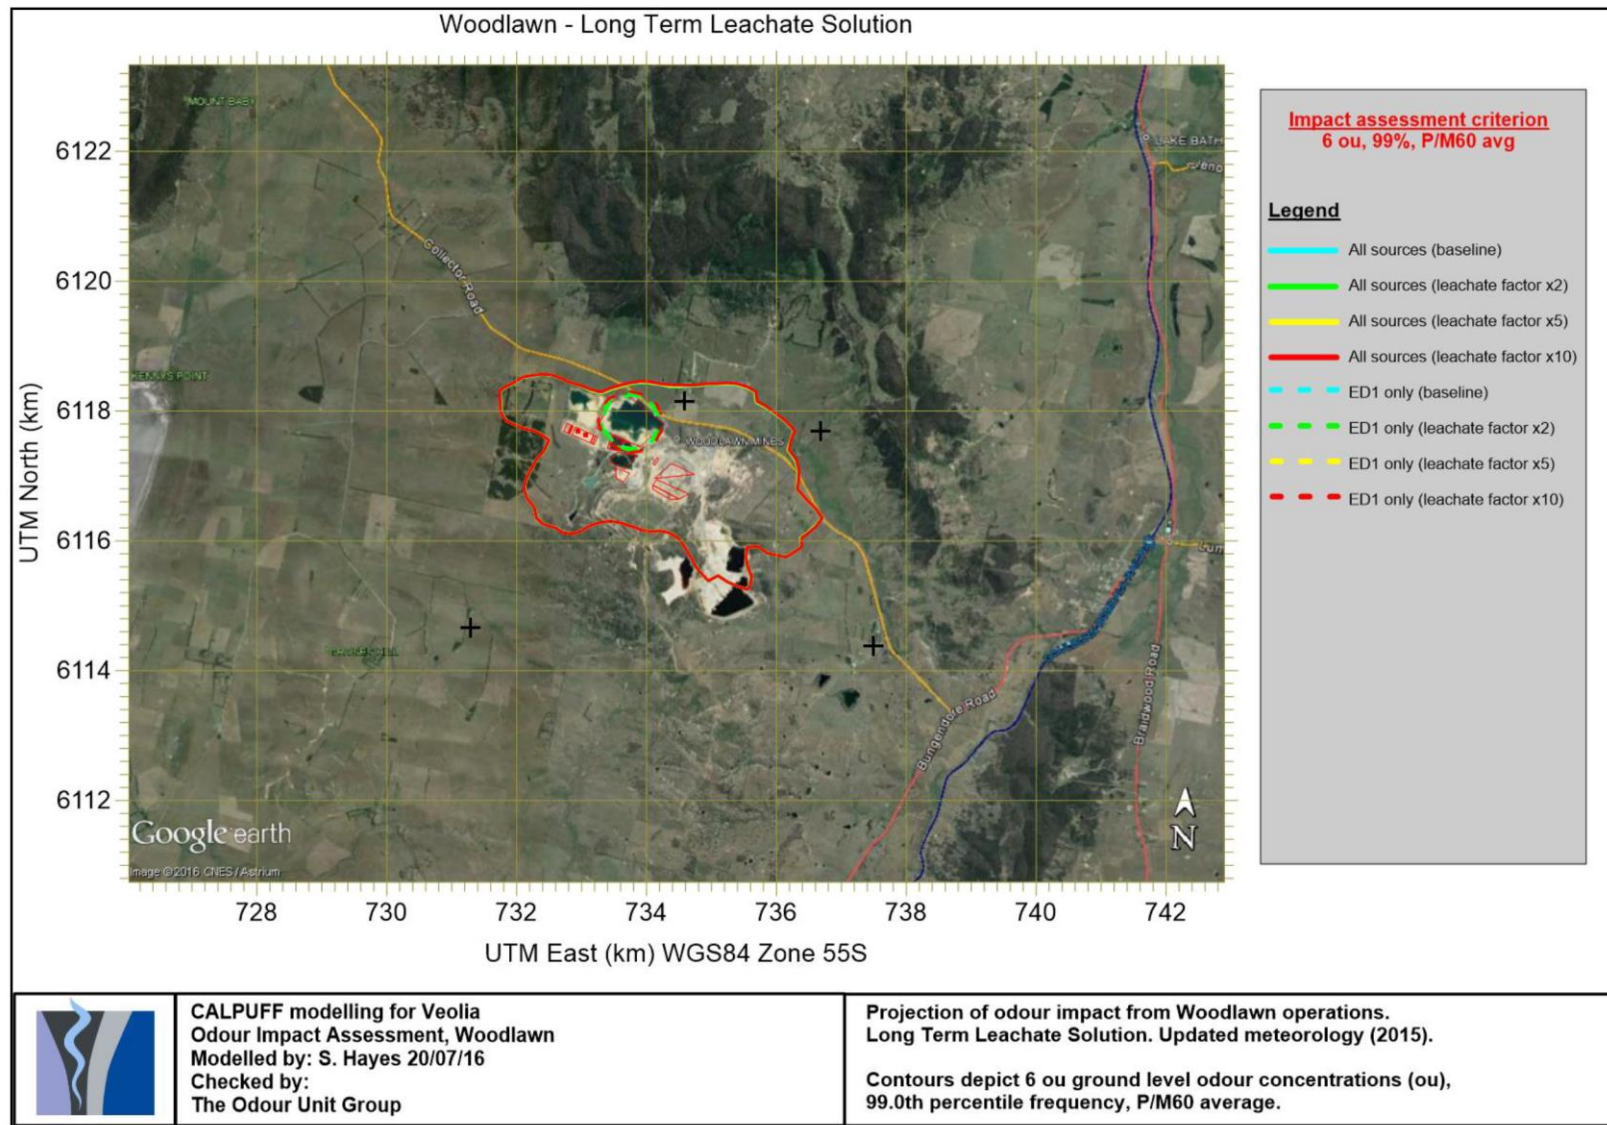 Woodlawn - Long Term Leachate Solution
UTM North (km)
6122
6120
6118
6116
6114
6112
MOUNT BABY
LAKE BATH
Collector Road
KENNYS POINT
WOODLAWN MINES
Bungendore Road
Braidwood Road
N
Google earth
Image ©2016 CNES / Astrium
728
730
732
734
736
738
740
742
UTM East (km) WGS84 Zone 55S
Impact assessment criterion
6 ou, 99%, P/M60 avg
Legend
All sources (baseline)
All sources (leachate factor x2)
All sources (leachate factor x5)
All sources (leachate factor x10)
ED1 only (baseline)
ED1 only (leachate factor x2)
ED1 only (leachate factor x5)
ED1 only (leachate factor x10)
CALPUFF modelling for Veolia
Odour Impact Assessment, Woodlawn
Modelled by: S. Hayes 20/07/16
Checked by:
The Odour Unit Group
Projection of odour impact from Woodlawn operations.
Long Term Leachate Solution. Updated meteorology (2015).
Contours depict 6 ou ground level odour concentrations (ou),
99.0th percentile frequency, P/M60 average.